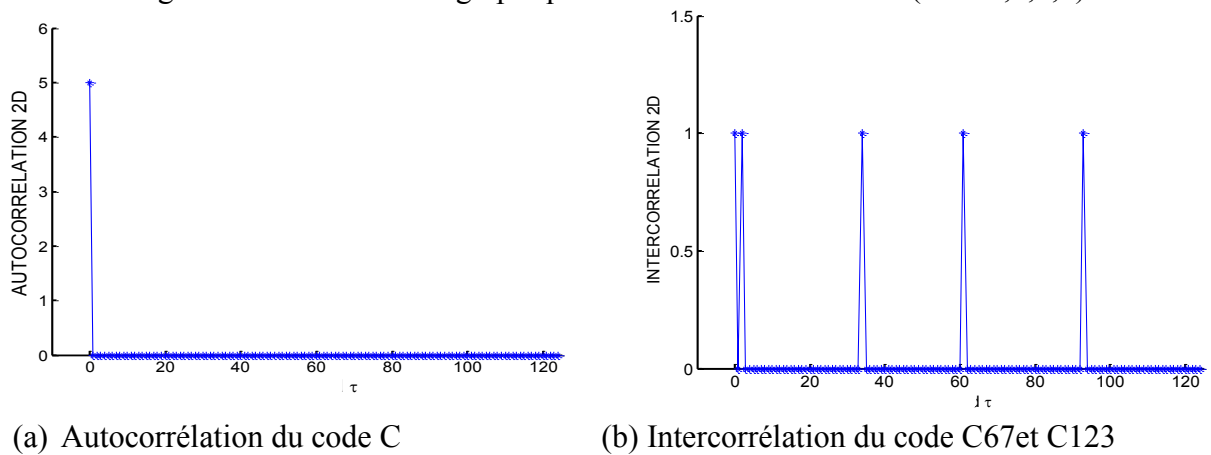 AUTOCORRELATION 2D
6
5
4
3
2
1
0
0 20 40 60 80 100 120
τ
INTERCORRELATION 2D
1.5
1
0.5
0
0 20 40 60 80 100 120
τ
(a) Autocorrélation du code C
(b) Intercorrélation du code C67et C123